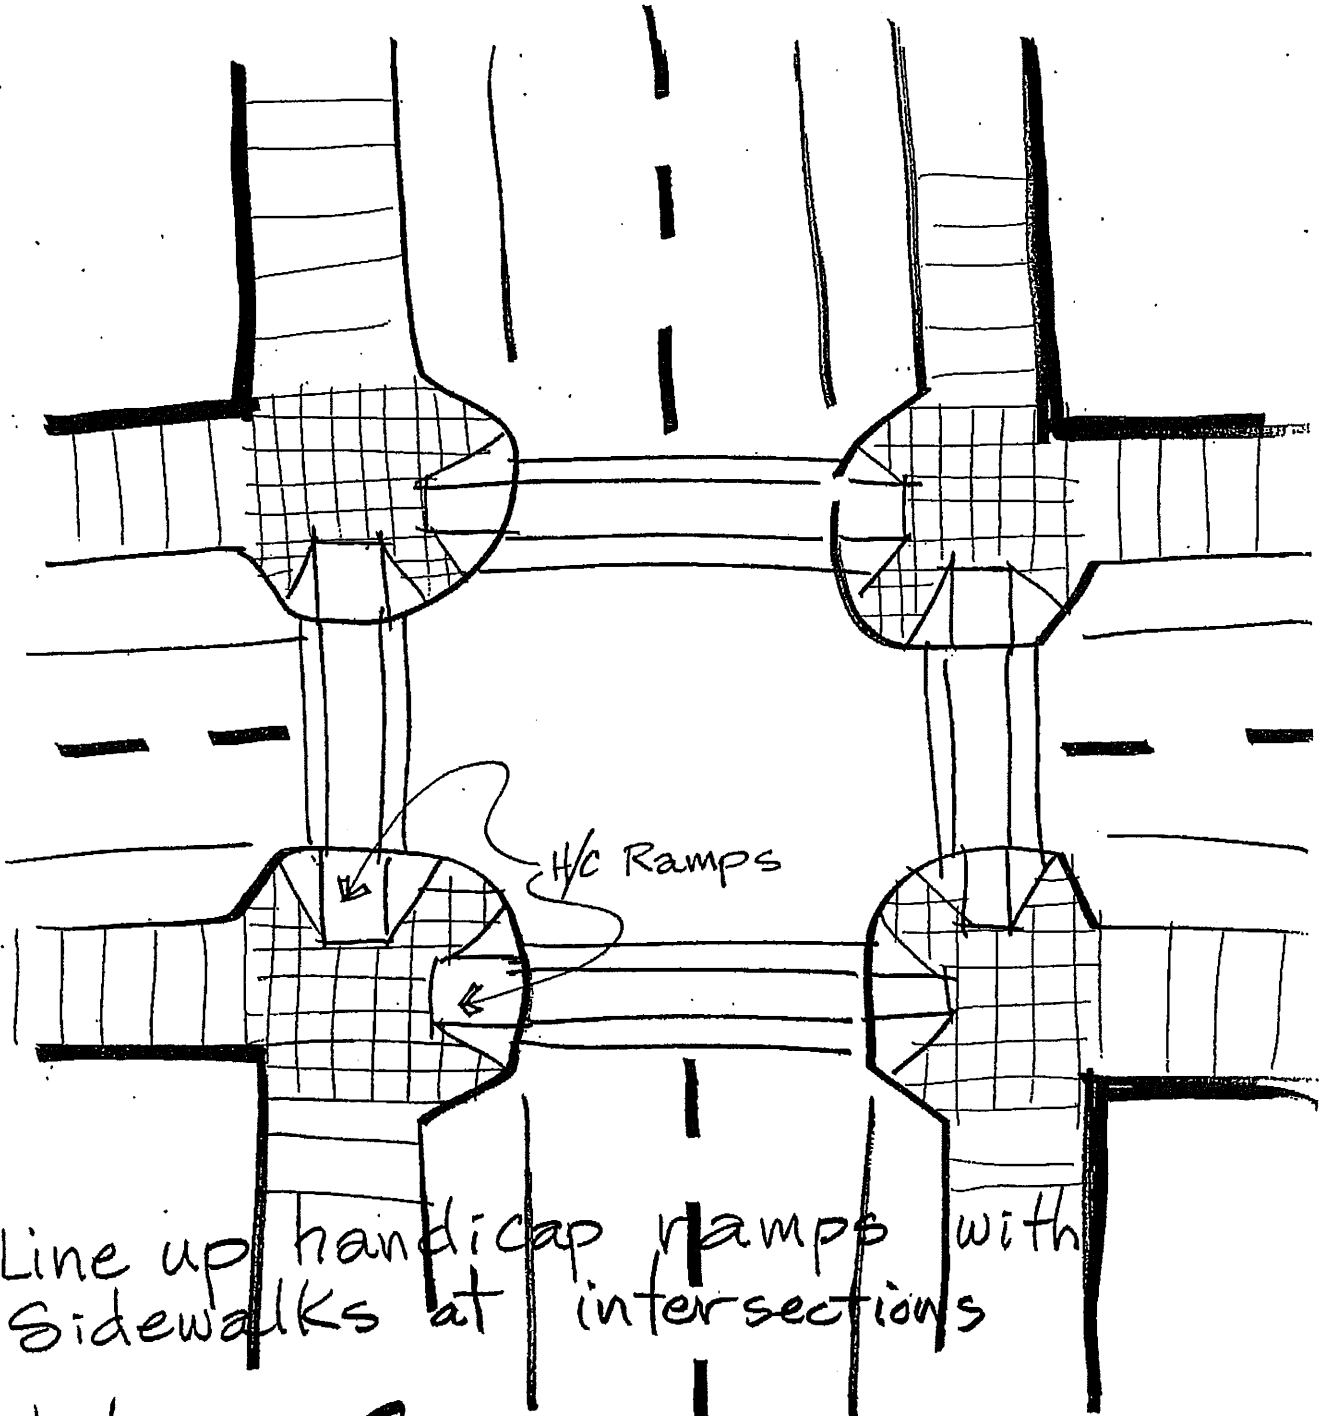 H/C Ramps
Line up handicap ramps with
Sidewalks at intersections